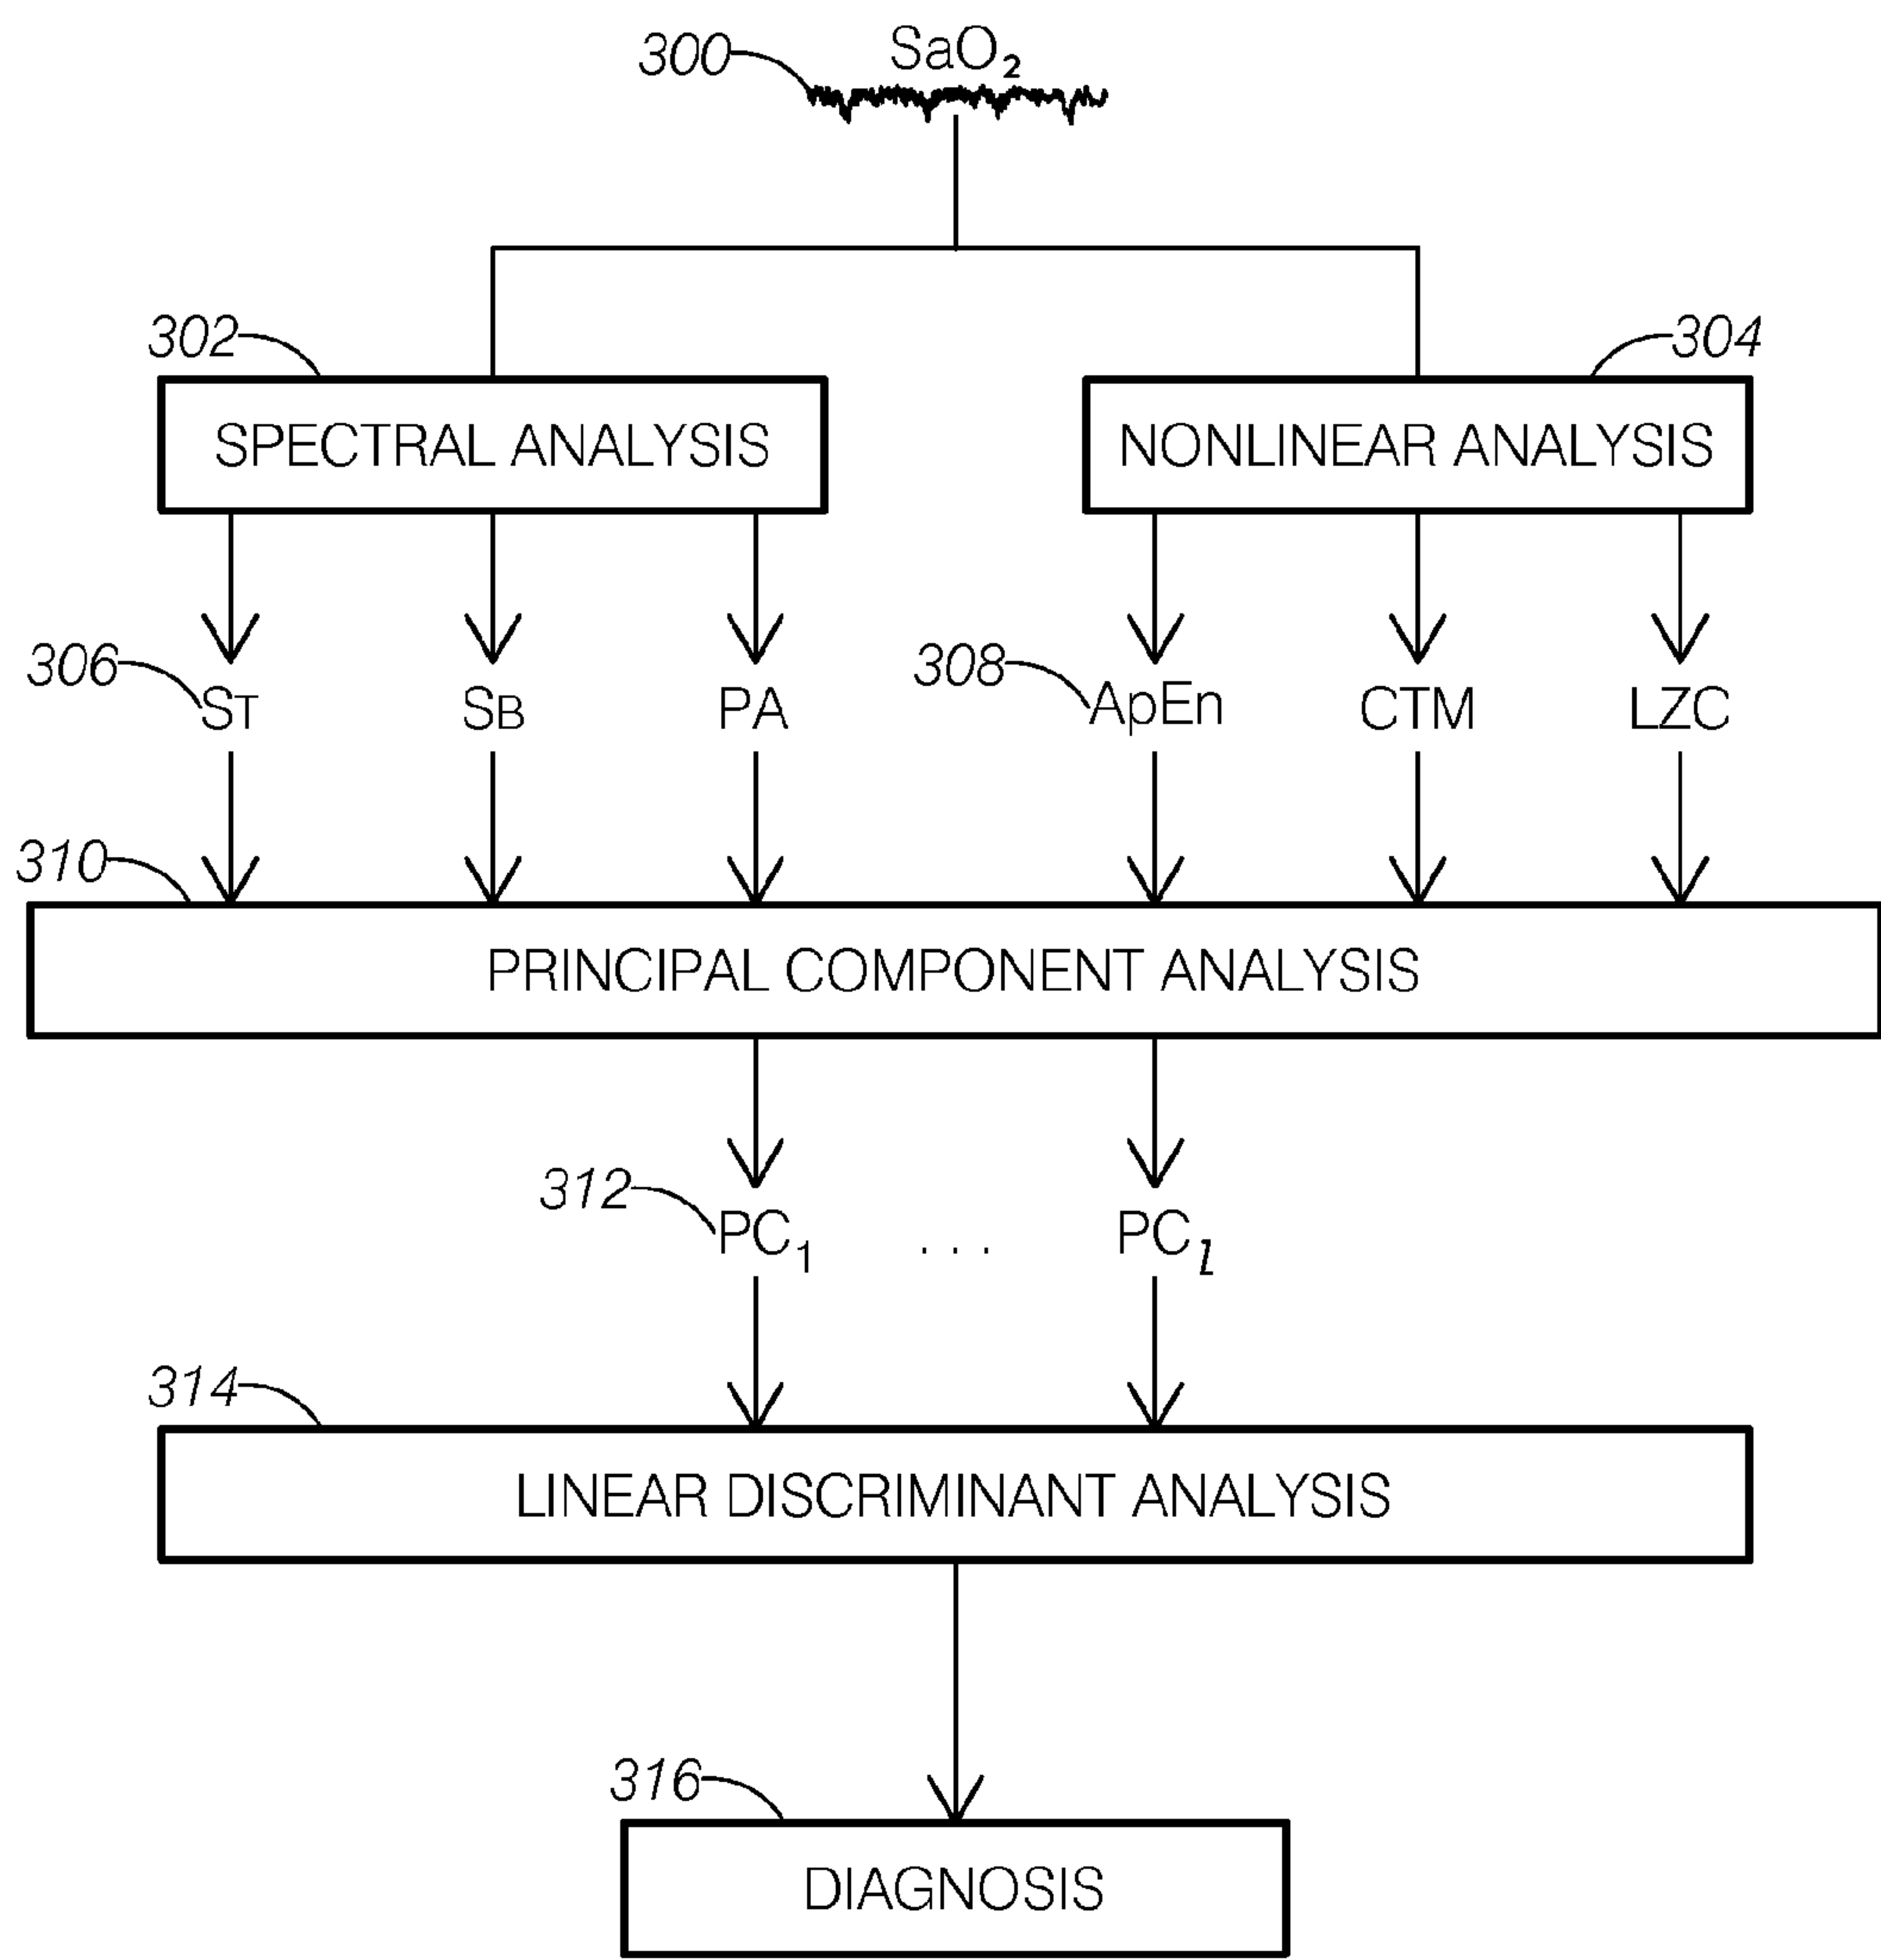 300 SaO₂
302 304
SPECTRAL ANALYSIS NONLINEAR ANALYSIS
306 308
ST SB PA ApEn CTM LZC
310
PRINCIPAL COMPONENT ANALYSIS
312
PC₁ ... PCl
314
LINEAR DISCRIMINANT ANALYSIS
316
DIAGNOSIS